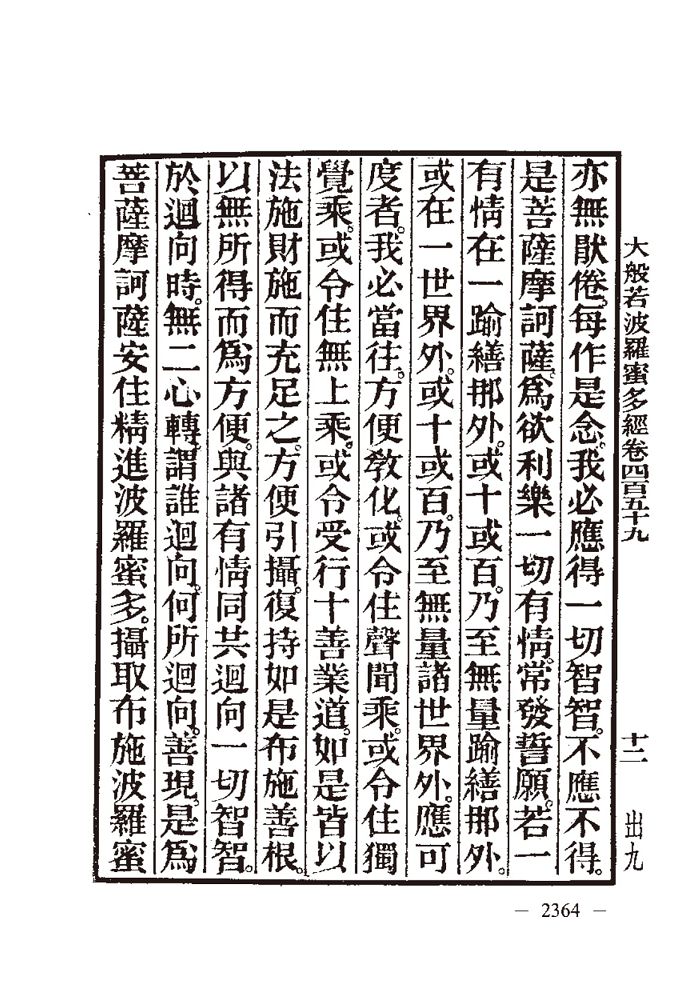 大般若波羅蜜多經卷四百五十九 十二 出九
亦無猒倦。每作是念。我必應得一切智智。不應不得。
是菩薩摩訶薩。為欲利樂一切有情。常發誓願。若一
有情在一踰繕那外。或十或百。乃至無量踰繕那外。
或在一世界外。或十或百。乃至無量諸世界外。應可
度者。我必當往。方便教化。或令住聲聞乘。或令住獨
覺乘。或令住無上乘。或令受行十善業道。如是皆以
法施財施而充足之。方便引攝。復持如是布施善根。
以無所得而為方便。與諸有情同共迴向一切智智。
於迴向時。無二心轉。謂誰迴向。何所迴向。善現。是為
菩薩摩訶薩安住精進波羅蜜多。攝取布施波羅蜜
— 2364 —